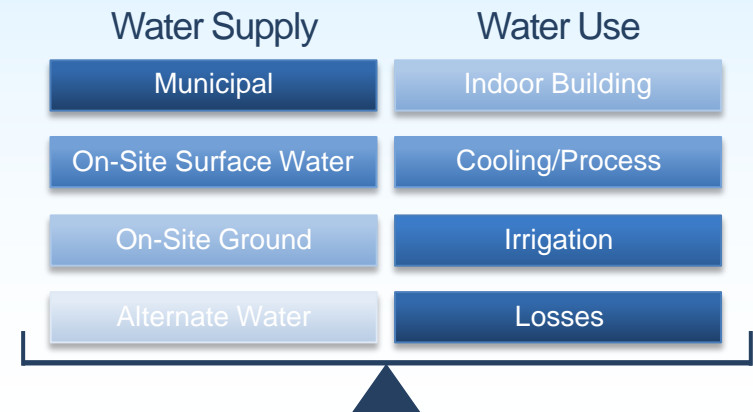 Water Supply
Municipal
On-Site Surface Water
On-Site Ground
Alternate Water
Water Use
Indoor Building
Cooling/Process
Irrigation
Losses